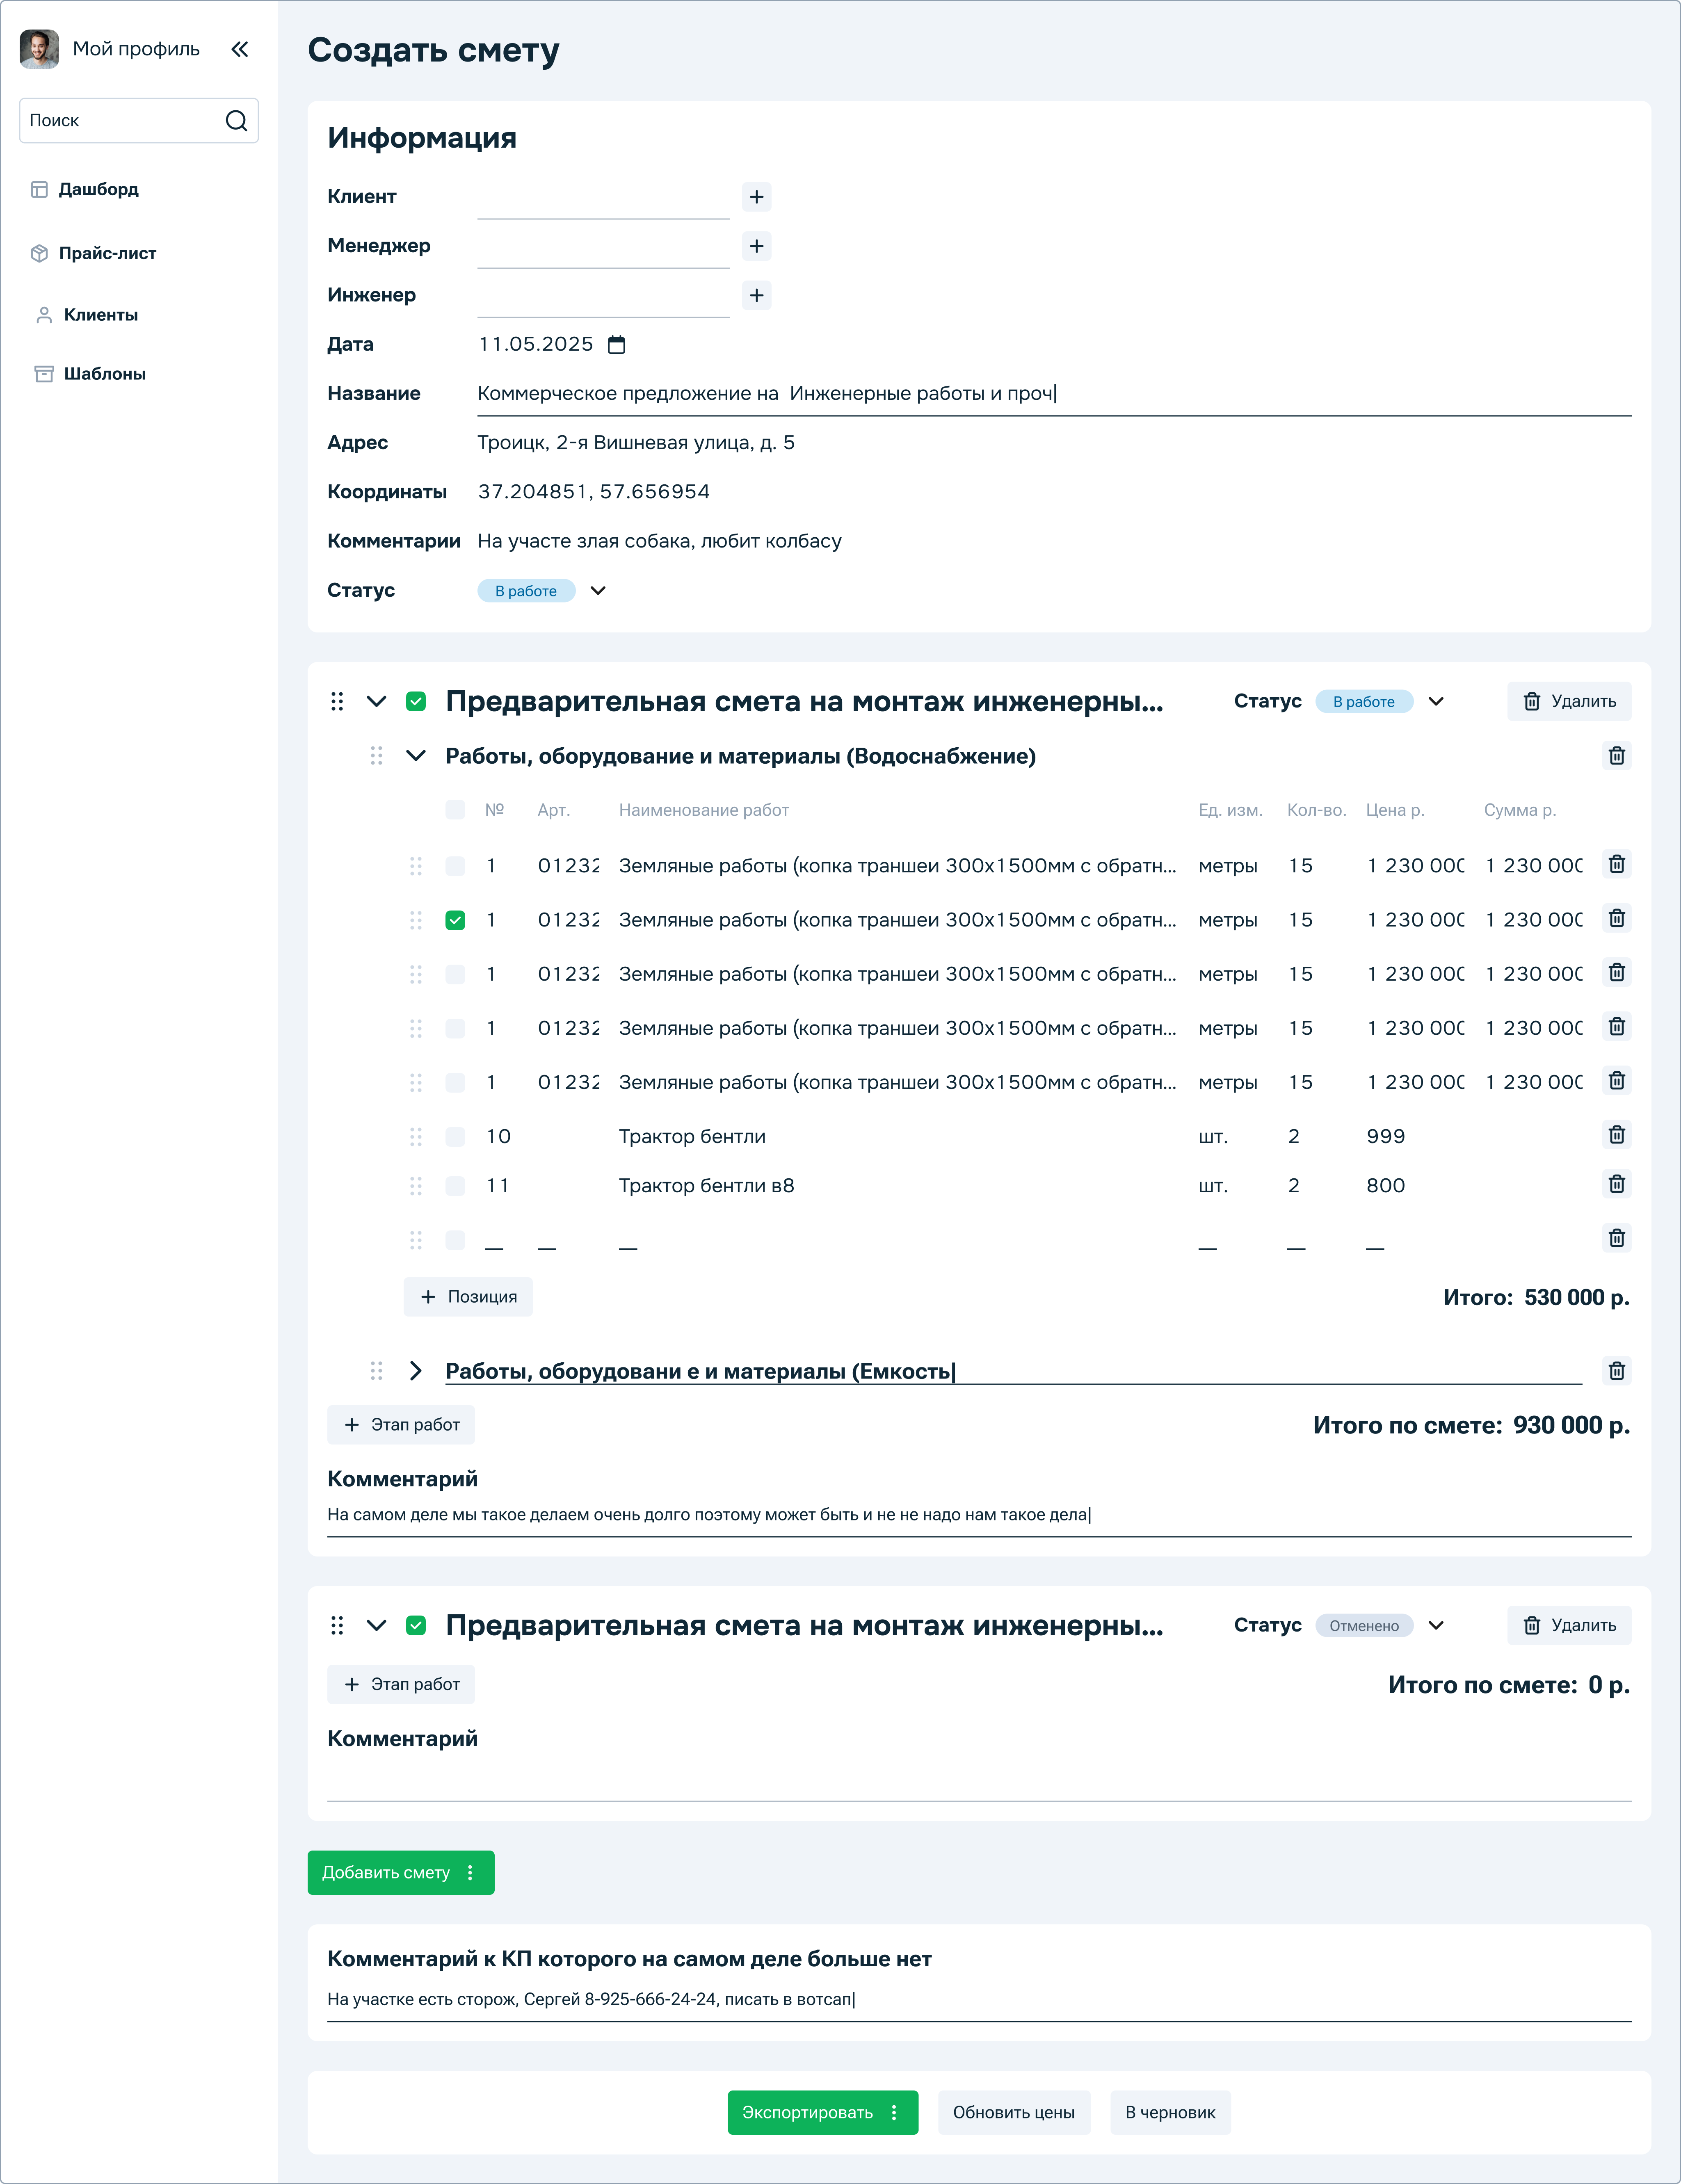 Мой профиль
Поиск
Дашборд
Прайс-лист
Клиенты
Шаблоны
Создать смету
Информация
Клиент
Менеджер
Инженер
Дата 11.05.2025
Название Коммерческое предложение на  Инженерные работы и проч
Адрес Троицк, 2-я Вишневая улица, д. 5
Координаты 37.204851, 57.656954
Комментарии На участе злая собака, любит колбасу
Статус В работе
Предварительная смета на монтаж инженерны... Статус В работе Удалить
Работы, оборудование и материалы (Водоснабжение)
№ Арт. Наименование работ Ед. изм. Кол-во. Цена р. Сумма р.
1 01232 Земляные работы (копка траншеи 300х1500мм с обратн... метры 15 1 230 000 1 230 000
1 01232 Земляные работы (копка траншеи 300х1500мм с обратн... метры 15 1 230 000 1 230 000
1 01232 Земляные работы (копка траншеи 300х1500мм с обратн... метры 15 1 230 000 1 230 000
1 01232 Земляные работы (копка траншеи 300х1500мм с обратн... метры 15 1 230 000 1 230 000
1 01232 Земляные работы (копка траншеи 300х1500мм с обратн... метры 15 1 230 000 1 230 000
10 Трактор бентли шт. 2 999
11 Трактор бентли в8 шт. 2 800
— — — — — —
Позиция Итого: 530 000 р.
Работы, оборудовани е и материалы (Емкость
Этап работ Итого по смете: 930 000 р.
Комментарий
На самом деле мы такое делаем очень долго поэтому может быть и не не надо нам такое дела
Предварительная смета на монтаж инженерны... Статус Отменено Удалить
Этап работ Итого по смете: 0 р.
Комментарий
Добавить смету
Комментарий к КП которого на самом деле больше нет
На участке есть сторож, Сергей 8-925-666-24-24, писать в вотсап
Экспортировать Обновить цены В черновик